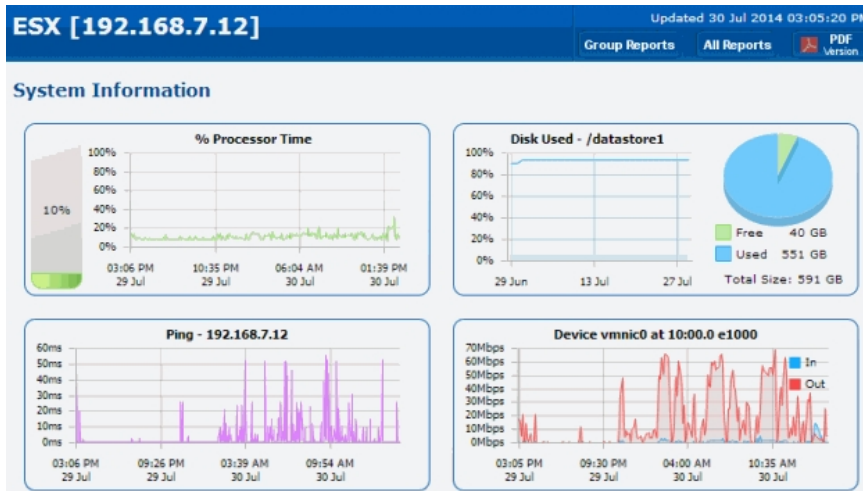 ESX [192.168.7.12]
Updated 30 Jul 2014 03:05:20 PM
Group Reports
All Reports
PDF
Version
System Information
% Processor Time
100%
80%
60%
40%
20%
0%
10%
03:06 PM
29 Jul
10:35 PM
29 Jul
06:04 AM
30 Jul
01:39 PM
30 Jul
Disk Used - /datastore1
100%
80%
60%
40%
20%
0%
29 Jun
13 Jul
27 Jul
Free 40 GB
Used 551 GB
Total Size: 591 GB
Ping - 192.168.7.12
60ms
50ms
40ms
30ms
20ms
10ms
0ms
03:06 PM
29 Jul
09:26 PM
29 Jul
03:39 AM
30 Jul
09:54 AM
30 Jul
Device vmnic0 at 10:00.0 e1000
70Mbps
60Mbps
50Mbps
40Mbps
30Mbps
20Mbps
10Mbps
0Mbps
In
Out
03:05 PM
29 Jul
09:30 PM
29 Jul
04:00 AM
30 Jul
10:35 AM
30 Jul